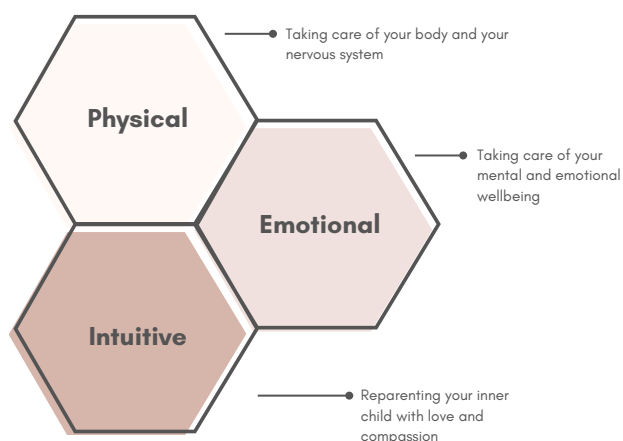 Physical
Taking care of your body and your
nervous system
Emotional
Taking care of your
mental and emotional
wellbeing
Intuitive
Reparenting your inner
child with love and
compassion